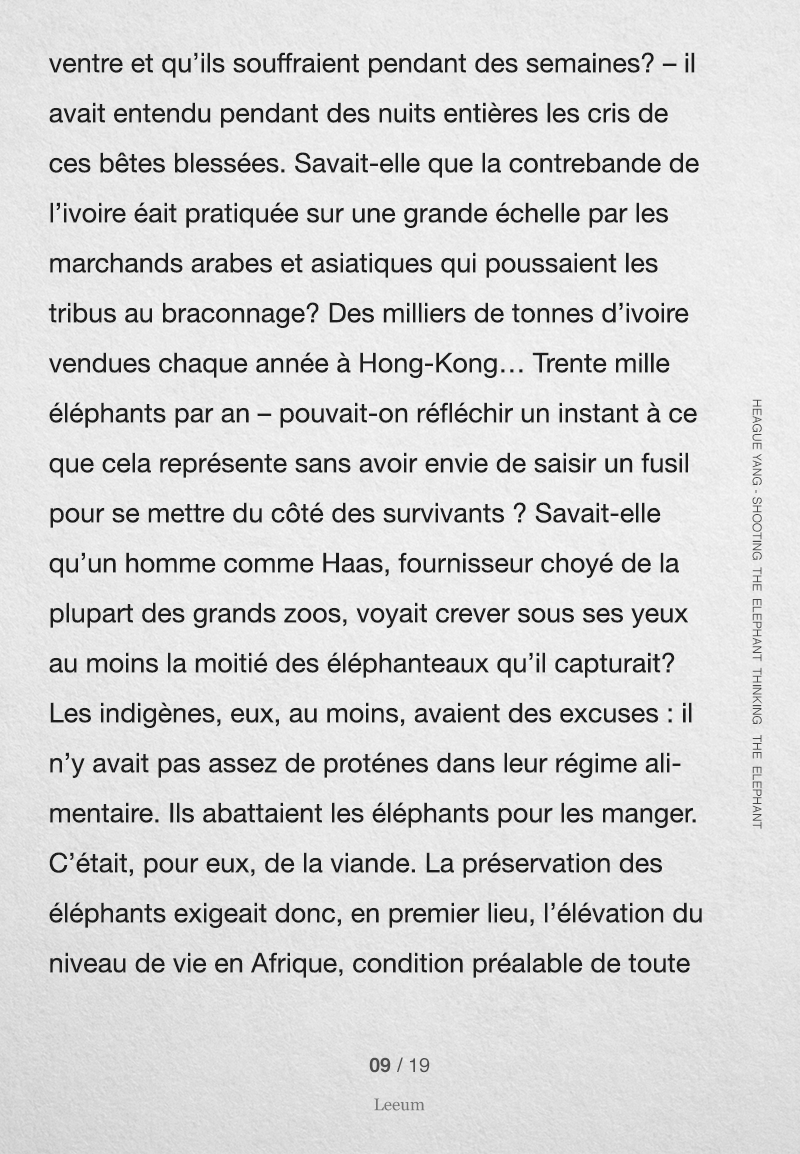 ventre et qu’ils souffraient pendant des semaines? – il
avait entendu pendant des nuits entières les cris de
ces bêtes blessées. Savait-elle que la contrebande de
l’ivoire éait pratiquée sur une grande échelle par les
marchands arabes et asiatiques qui poussaient les
tribus au braconnage? Des milliers de tonnes d’ivoire
vendues chaque année à Hong-Kong… Trente mille
éléphants par an – pouvait-on réfléchir un instant à ce
que cela représente sans avoir envie de saisir un fusil
pour se mettre du côté des survivants ? Savait-elle
qu’un homme comme Haas, fournisseur choyé de la
plupart des grands zoos, voyait crever sous ses yeux
au moins la moitié des éléphanteaux qu’il capturait?
Les indigènes, eux, au moins, avaient des excuses : il
n’y avait pas assez de proténes dans leur régime ali-
mentaire. Ils abattaient les éléphants pour les manger.
C’était, pour eux, de la viande. La préservation des
éléphants exigeait donc, en premier lieu, l’élévation du
niveau de vie en Afrique, condition préalable de toute
HEAGUE YANG - SHOOTING THE ELEPHANT THINKING THE ELEPHANT
09 / 19
Leeum